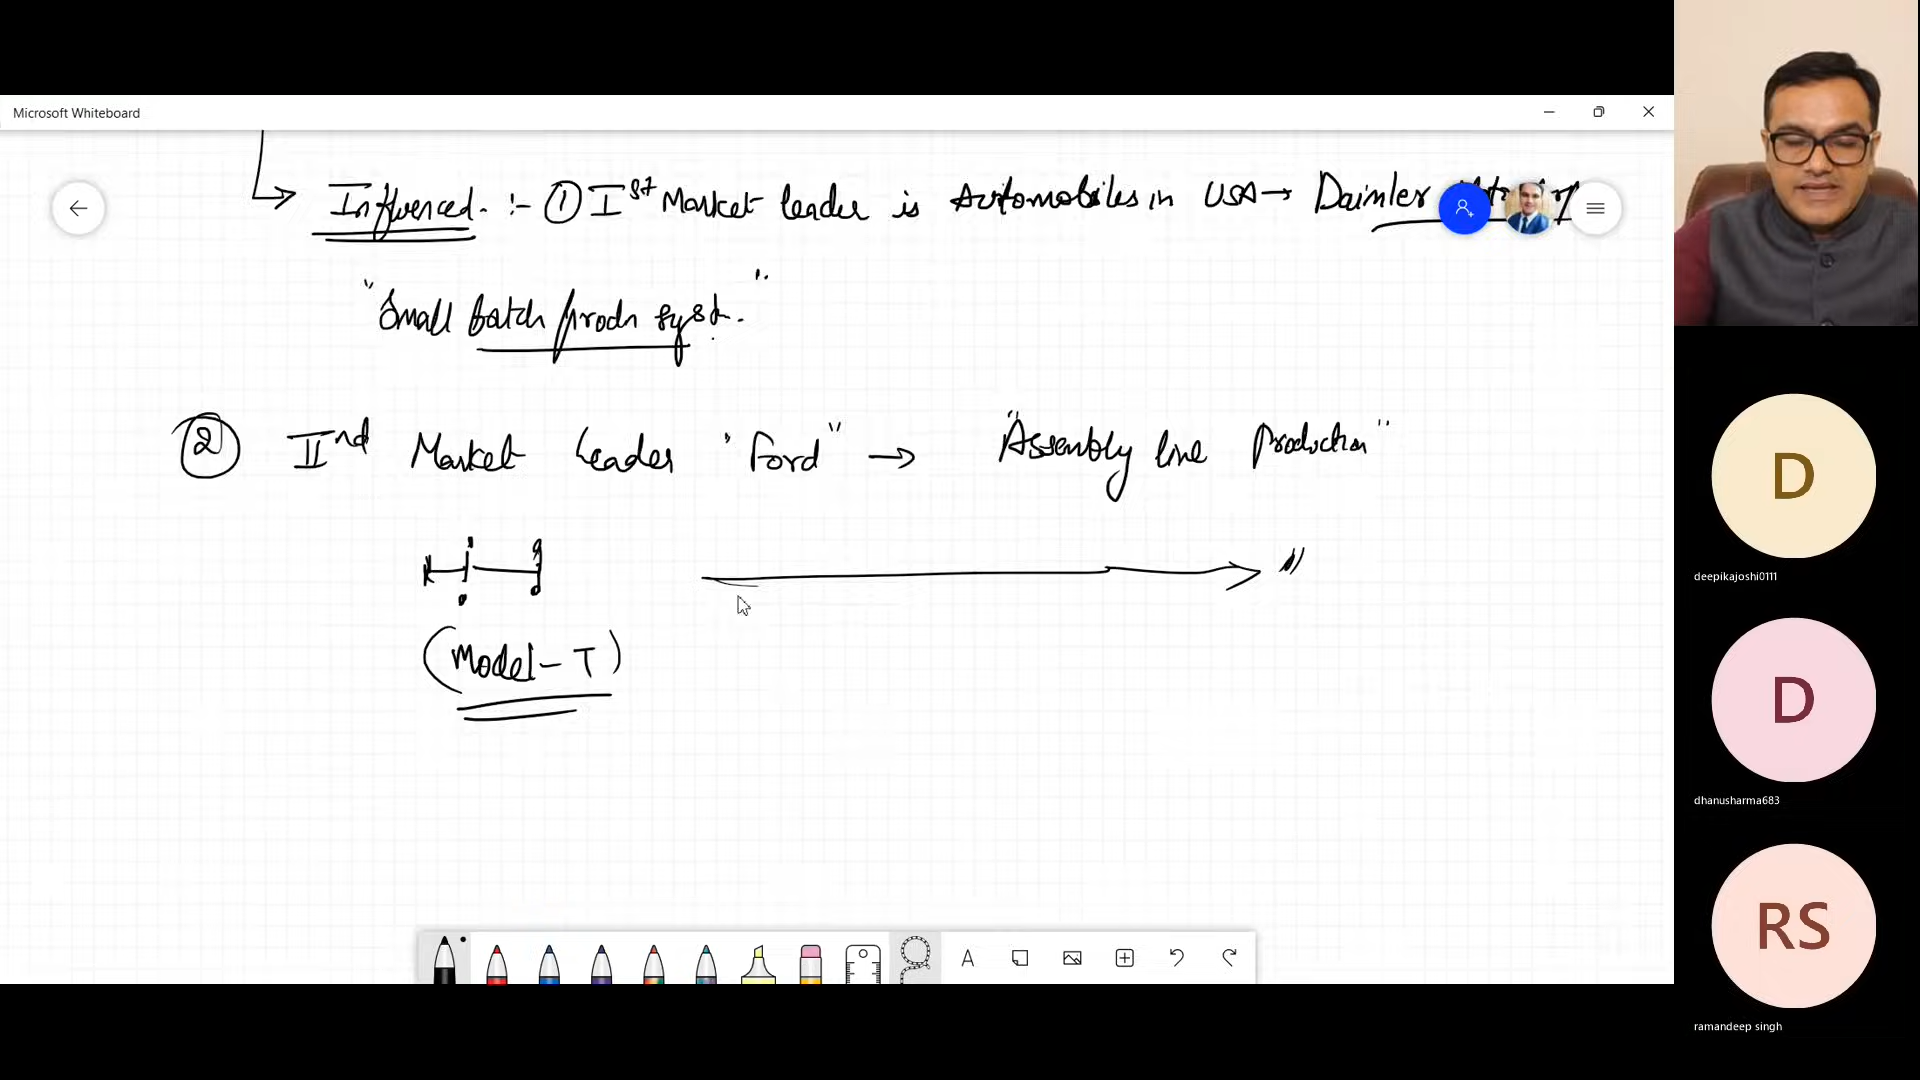 Microsoft Whiteboard
Influenced. :- ① Ist Market leader is Automobiles in USA → Daimler
"Small batch prodn syst."
② IInd Market Leader "Ford" → "Assembly line Production"
(Model-T)
A
D
deepikajoshi0111
D
dhanusharma683
RS
ramandeep singh